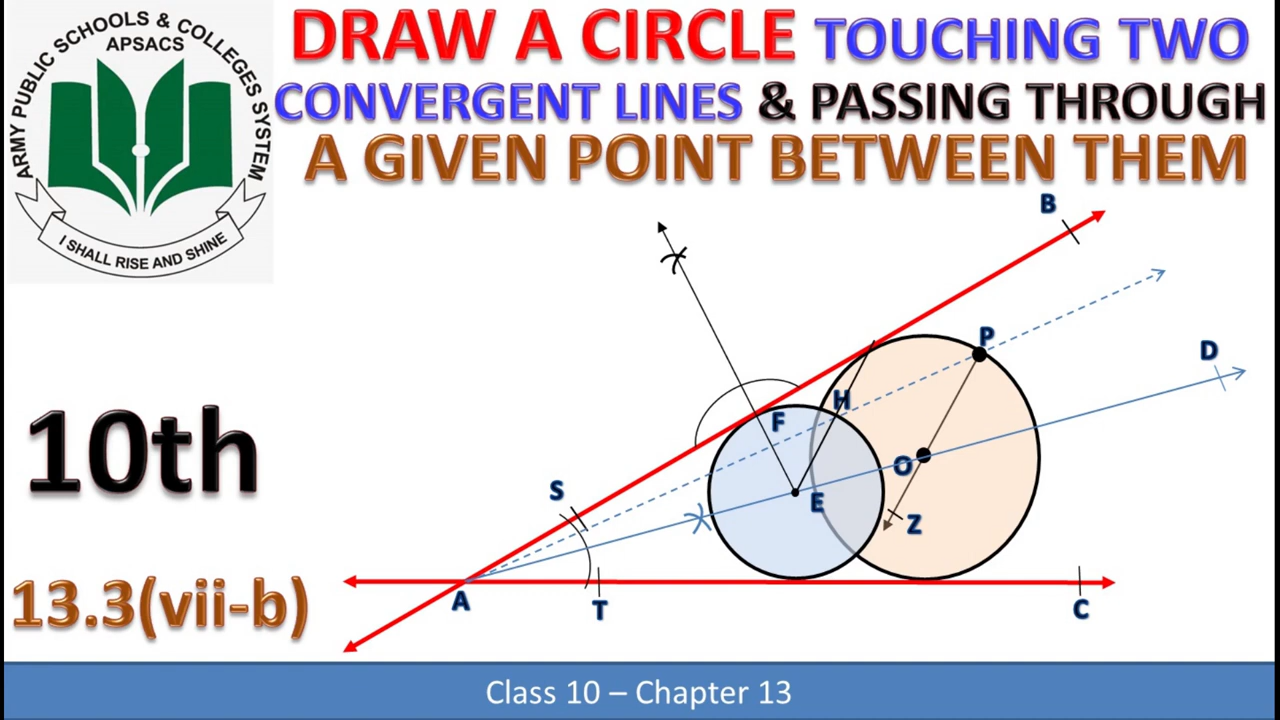 ARMY PUBLIC SCHOOLS & COLLEGES SYSTEM
APSACS
I SHALL RISE AND SHINE
DRAW A CIRCLE TOUCHING TWO
CONVERGENT LINES & PASSING THROUGH
A GIVEN POINT BETWEEN THEM
B
P
D
H
F
O
S
E
Z
A
T
C
10th
13.3(vii-b)
Class 10 – Chapter 13